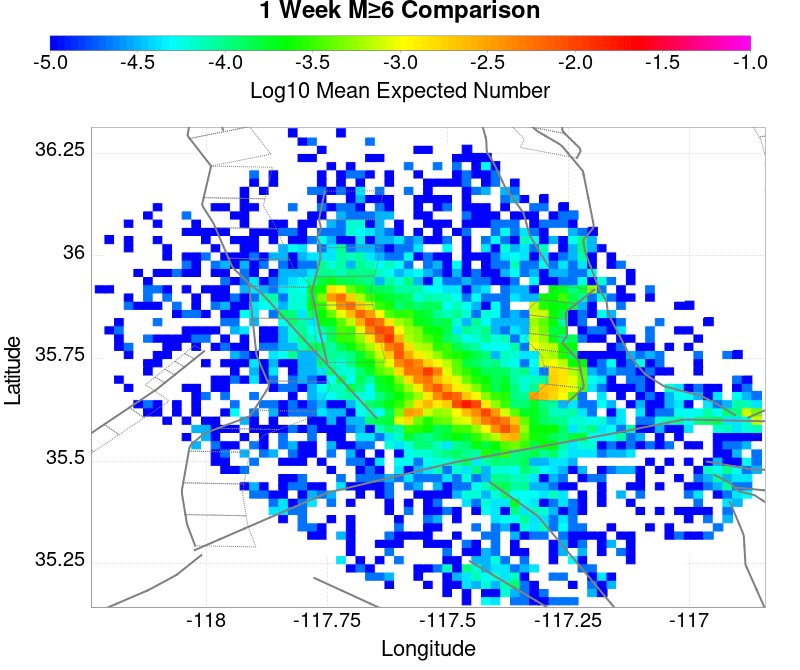 1 Week M≥6 Comparison
-5.0 -4.5 -4.0 -3.5 -3.0 -2.5 -2.0 -1.5 -1.0
Log10 Mean Expected Number
36.25
36
35.75
35.5
35.25
Latitude
-118 -117.75 -117.5 -117.25 -117
Longitude